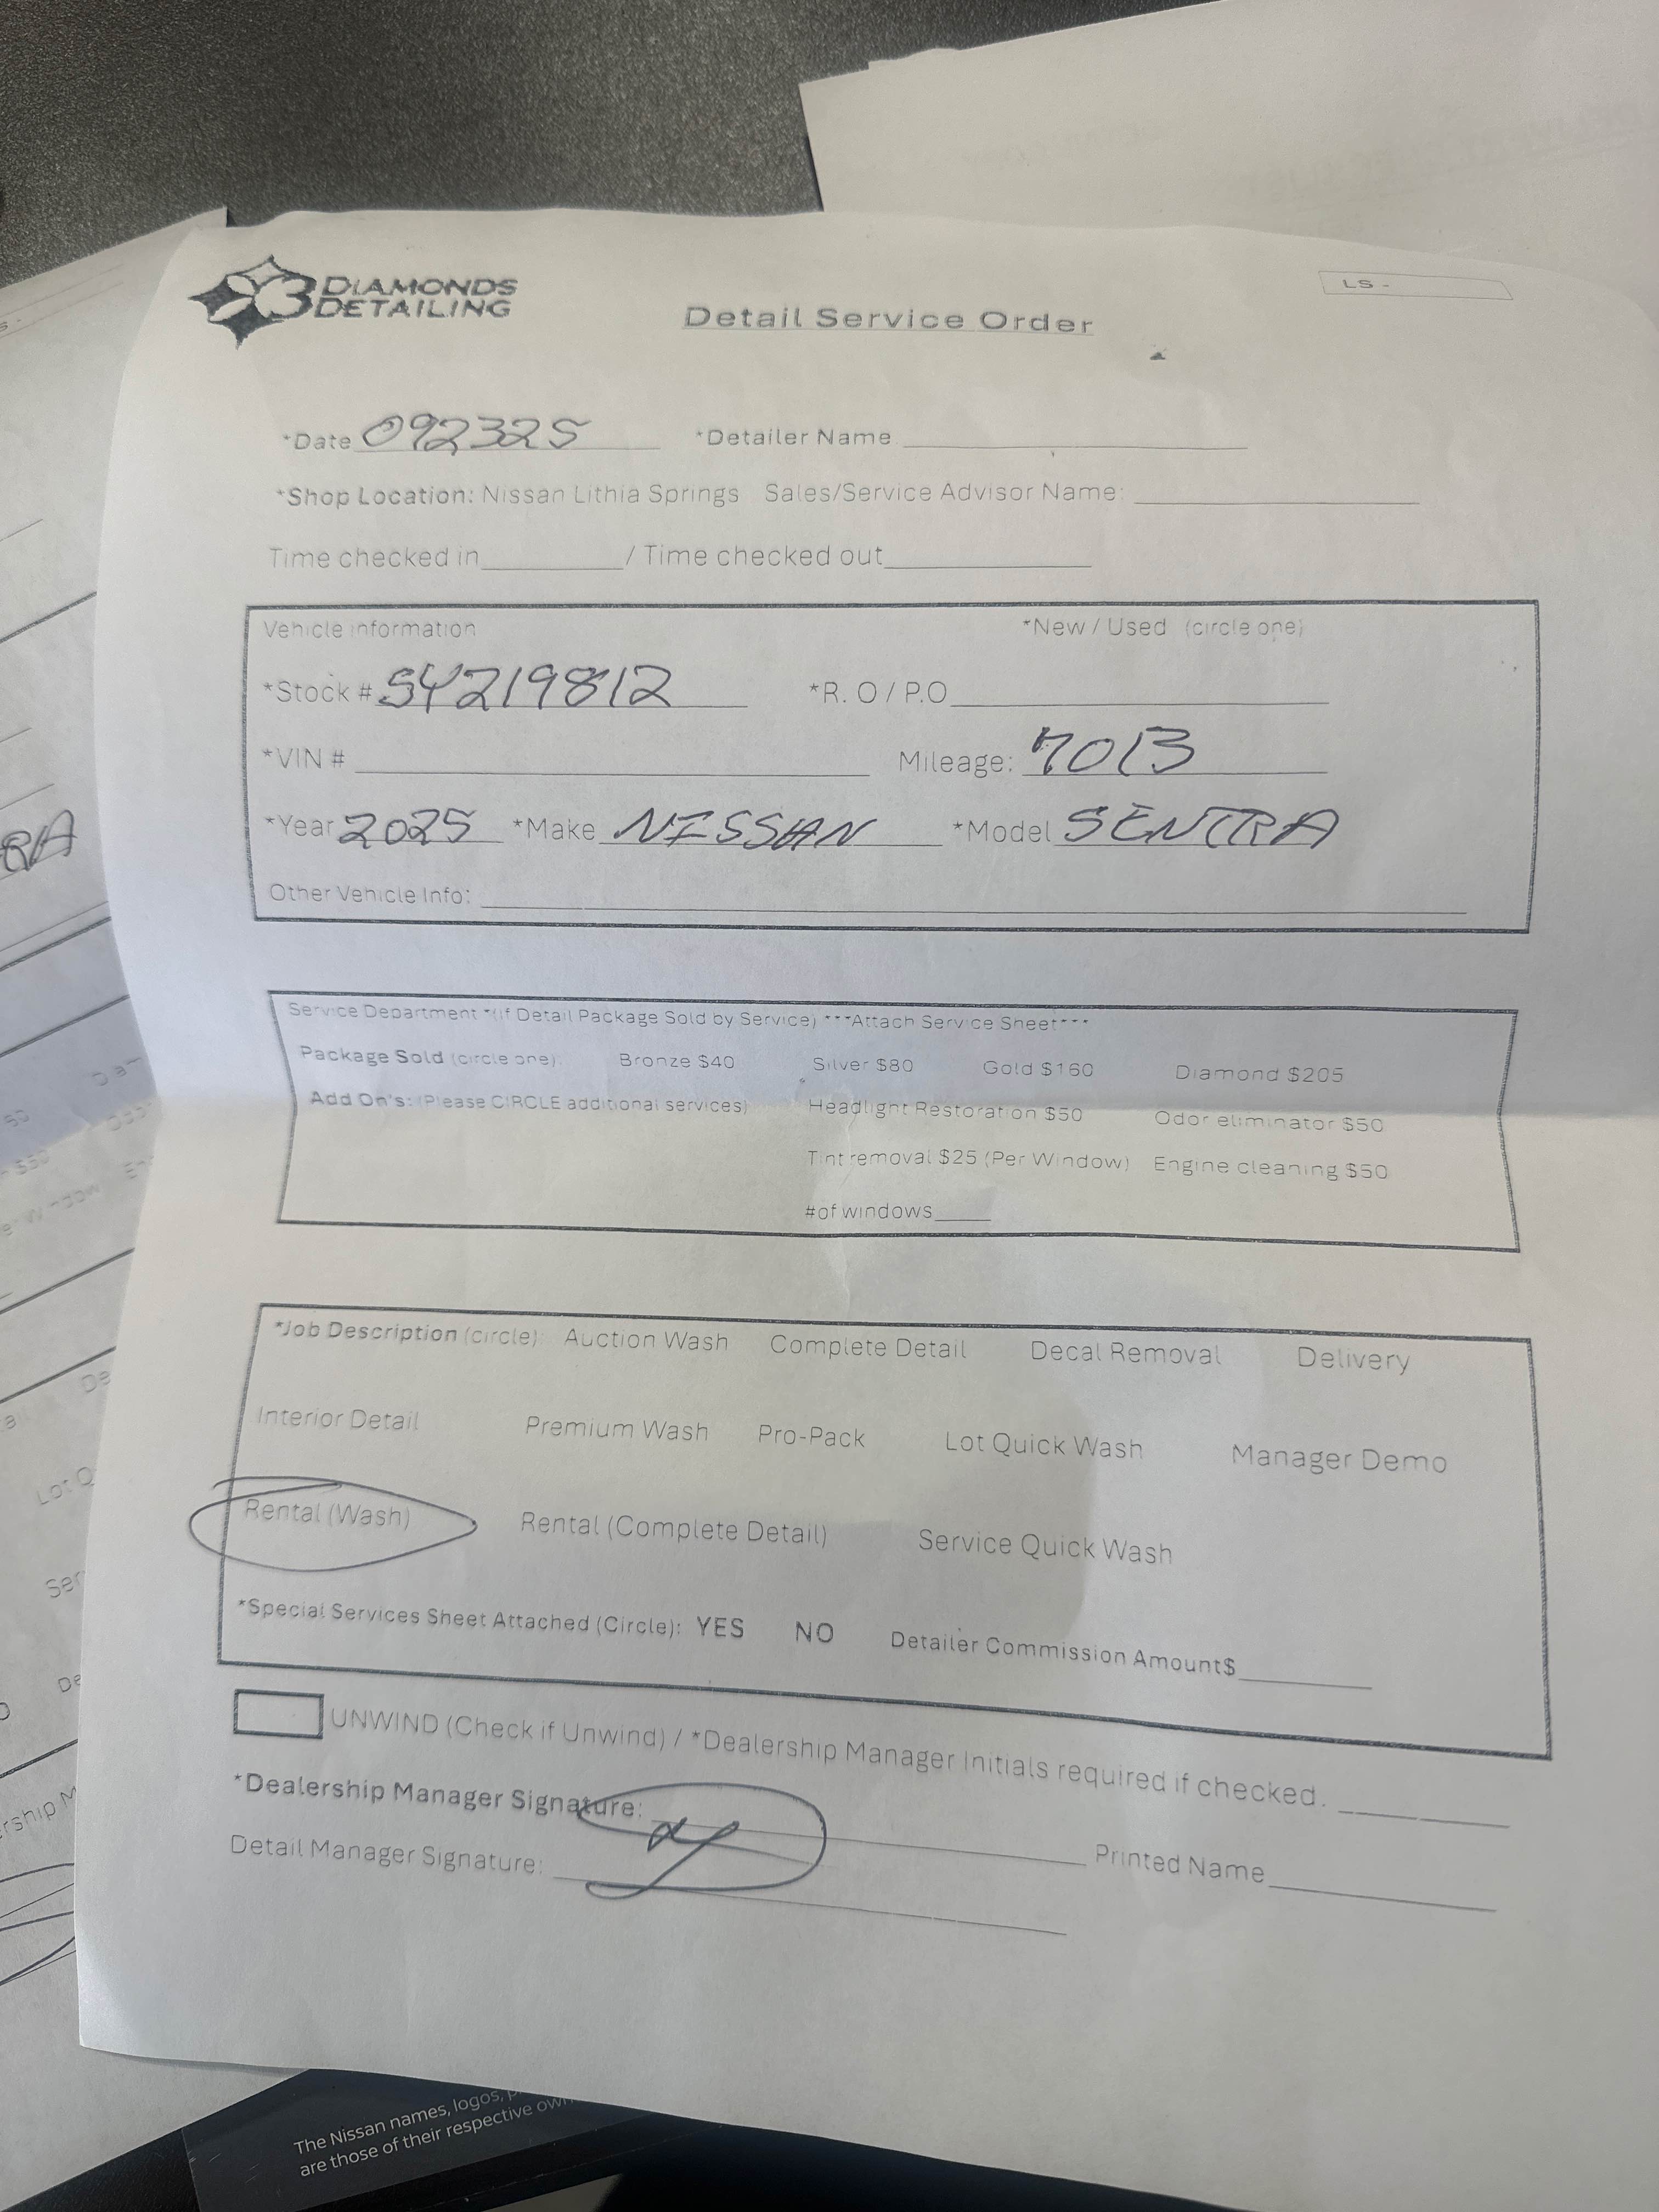 3 DIAMONDS DETAILING
Detail Service Order
LS -
*Date 092325 *Detailer Name
*Shop Location: Nissan Lithia Springs Sales/Service Advisor Name:
Time checked in / Time checked out
Vehicle Information *New / Used (circle one)
*Stock # SY219812 *R. O / P.O
*VIN # Mileage: 7013
*Year 2025 *Make NISSAN *Model SENTRA
Other Vehicle Info:
Service Department *(If Detail Package Sold by Service) ***Attach Service Sheet***
Package Sold (circle one): Bronze $40 Silver $80 Gold $160 Diamond $205
Add On's: (Please CIRCLE additional services) Headlight Restoration $50 Odor eliminator $50
Tint removal $25 (Per Window) Engine cleaning $50
#of windows
*Job Description (circle): Auction Wash Complete Detail Decal Removal Delivery
Interior Detail Premium Wash Pro-Pack Lot Quick Wash Manager Demo
Rental (Wash) Rental (Complete Detail) Service Quick Wash
*Special Services Sheet Attached (Circle): YES NO Detailer Commission Amount$
UNWIND (Check if Unwind) / *Dealership Manager Initials required if checked.
*Dealership Manager Signature: Printed Name
Detail Manager Signature:
The Nissan names, logos,
are those of their respective